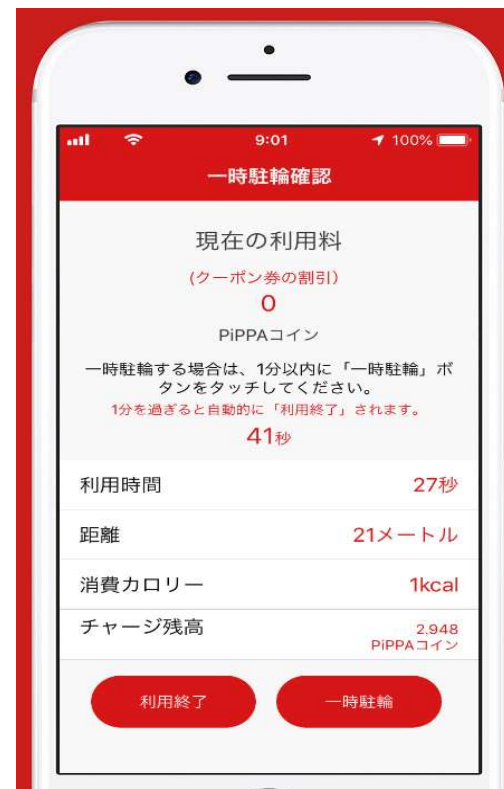 9:01
100%
一時駐輪確認
現在の利用料
(クーポン券の割引)
0
PiPPAコイン
一時駐輪する場合は、1分以内に「一時駐輪」ボ
タンをタッチしてください。
1分を過ぎると自動的に「利用終了」されます。
41秒
利用時間 27秒
距離 21メートル
消費カロリー 1kcal
チャージ残高 2,948
PiPPAコイン
利用終了 一時駐輪